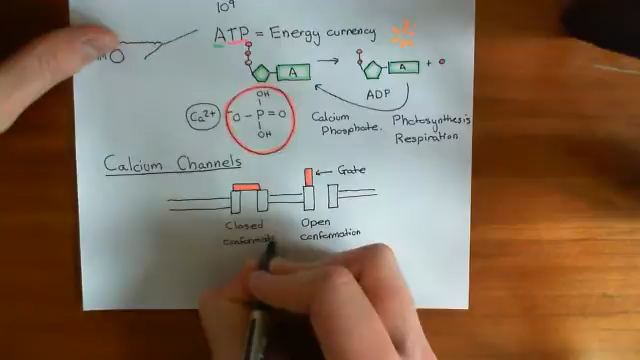 10⁹
ATP = Energy currency
A
A
+
ADP
Ca²⁺
OH
⁻O - P = O
OH
Calcium
Phosphate.
Photosynthesis
Respiration
Calcium Channels
Gate
Closed
Open
conformation